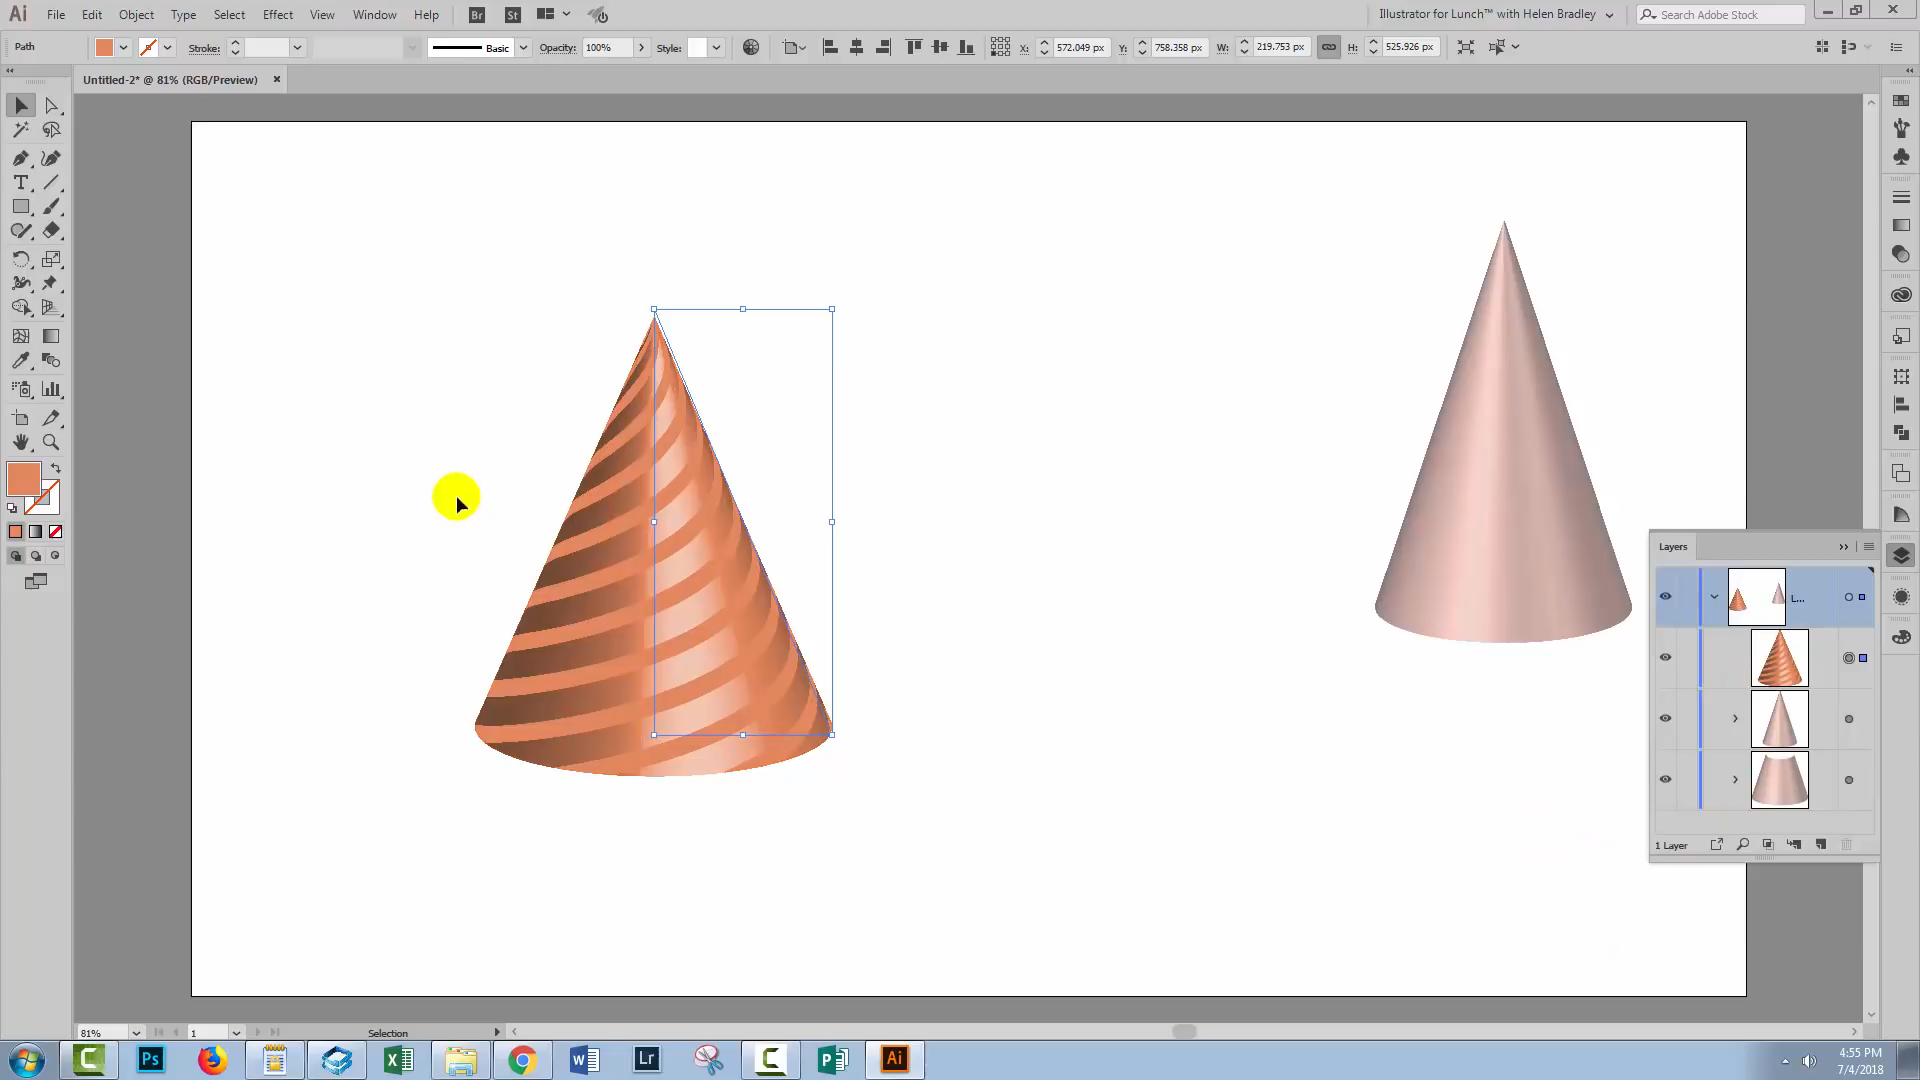 Ai File Edit Object Type Select Effect View Window Help Br St Illustrator for Lunch™ with Helen Bradley Search Adobe Stock
Path Stroke: Basic Opacity: 100% Style: X: 572.049 px Y: 758.358 px W: 219.753 px H: 525.926 px
Untitled-2* @ 81% (RGB/Preview)
T
Layers
L...
1 Layer
81% 1 Selection
C Ps X W Lr C P Ai
4:55 PM
7/4/2018